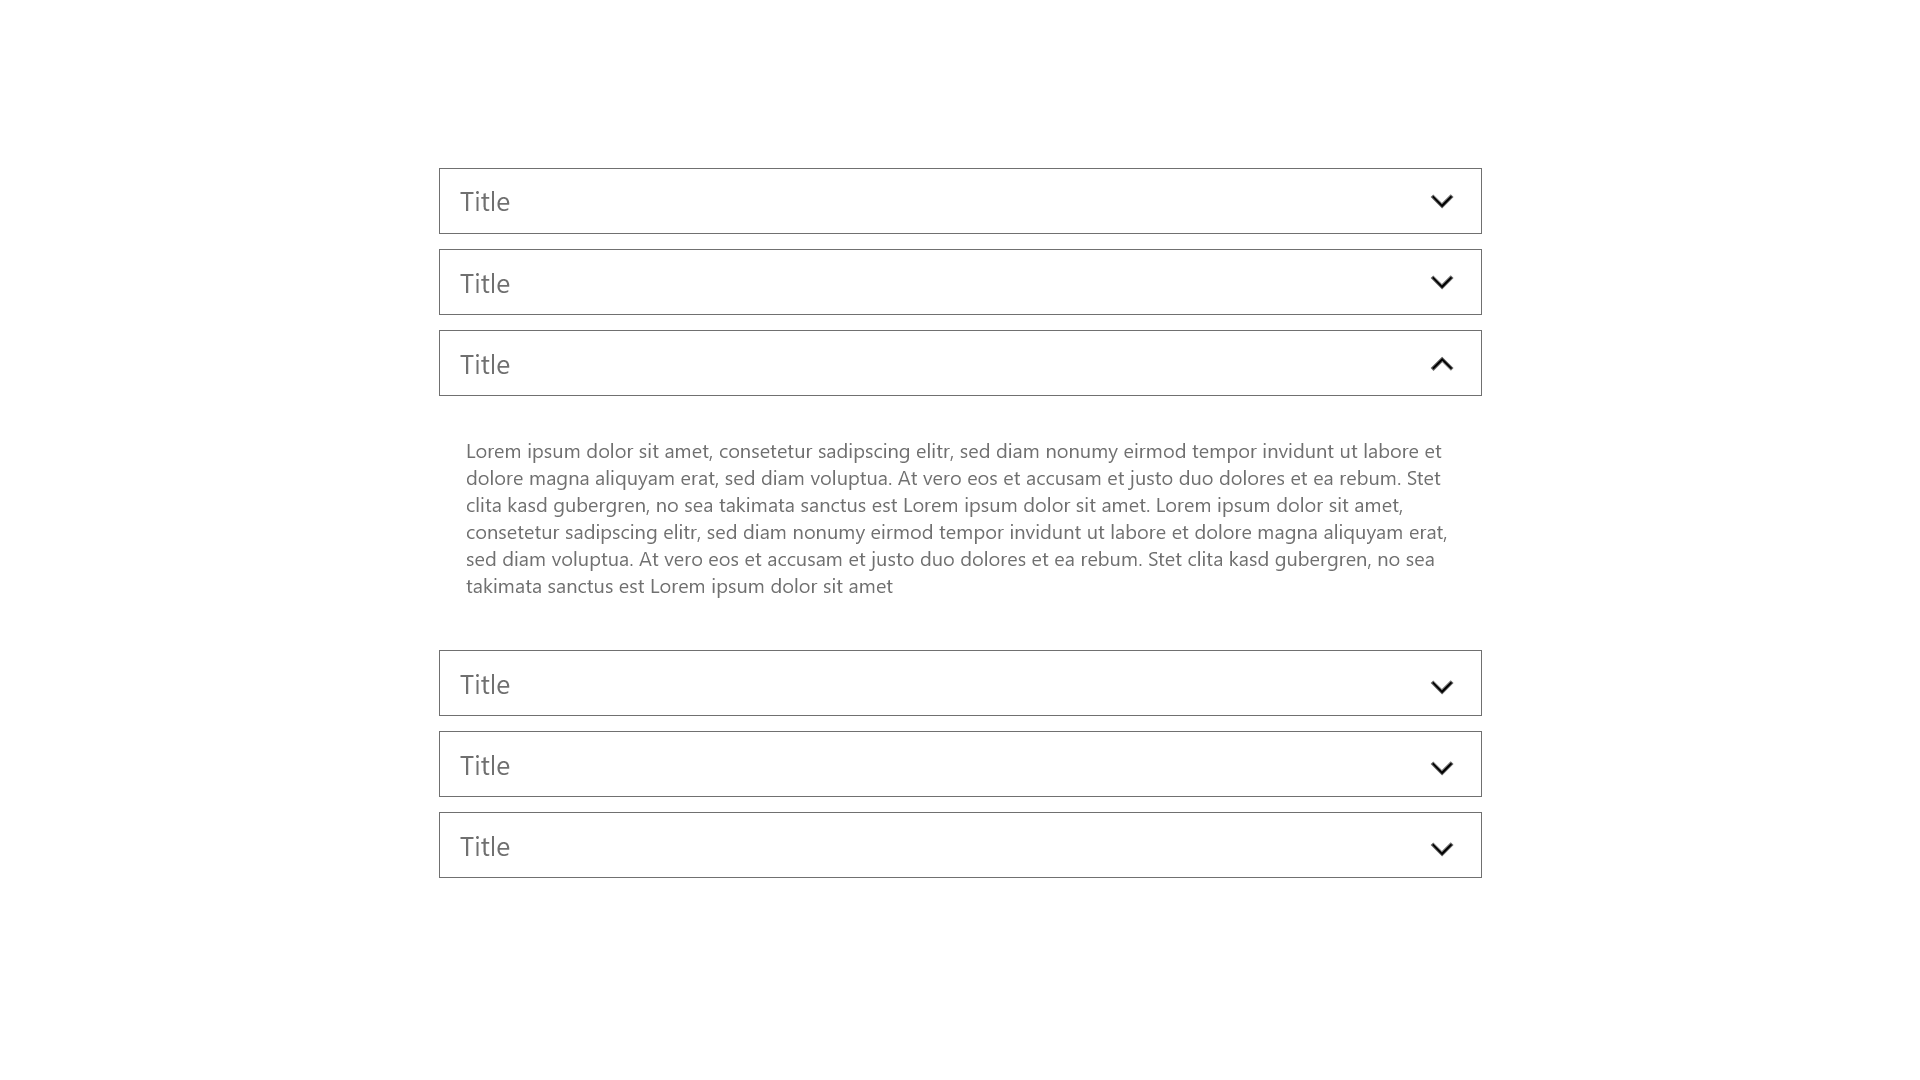 Title
Title
Title
Lorem ipsum dolor sit amet, consetetur sadipscing elitr, sed diam nonumy eirmod tempor invidunt ut labore et
dolore magna aliquyam erat, sed diam voluptua. At vero eos et accusam et justo duo dolores et ea rebum. Stet
clita kasd gubergren, no sea takimata sanctus est Lorem ipsum dolor sit amet. Lorem ipsum dolor sit amet,
consetetur sadipscing elitr, sed diam nonumy eirmod tempor invidunt ut labore et dolore magna aliquyam erat,
sed diam voluptua. At vero eos et accusam et justo duo dolores et ea rebum. Stet clita kasd gubergren, no sea
takimata sanctus est Lorem ipsum dolor sit amet
Title
Title
Title